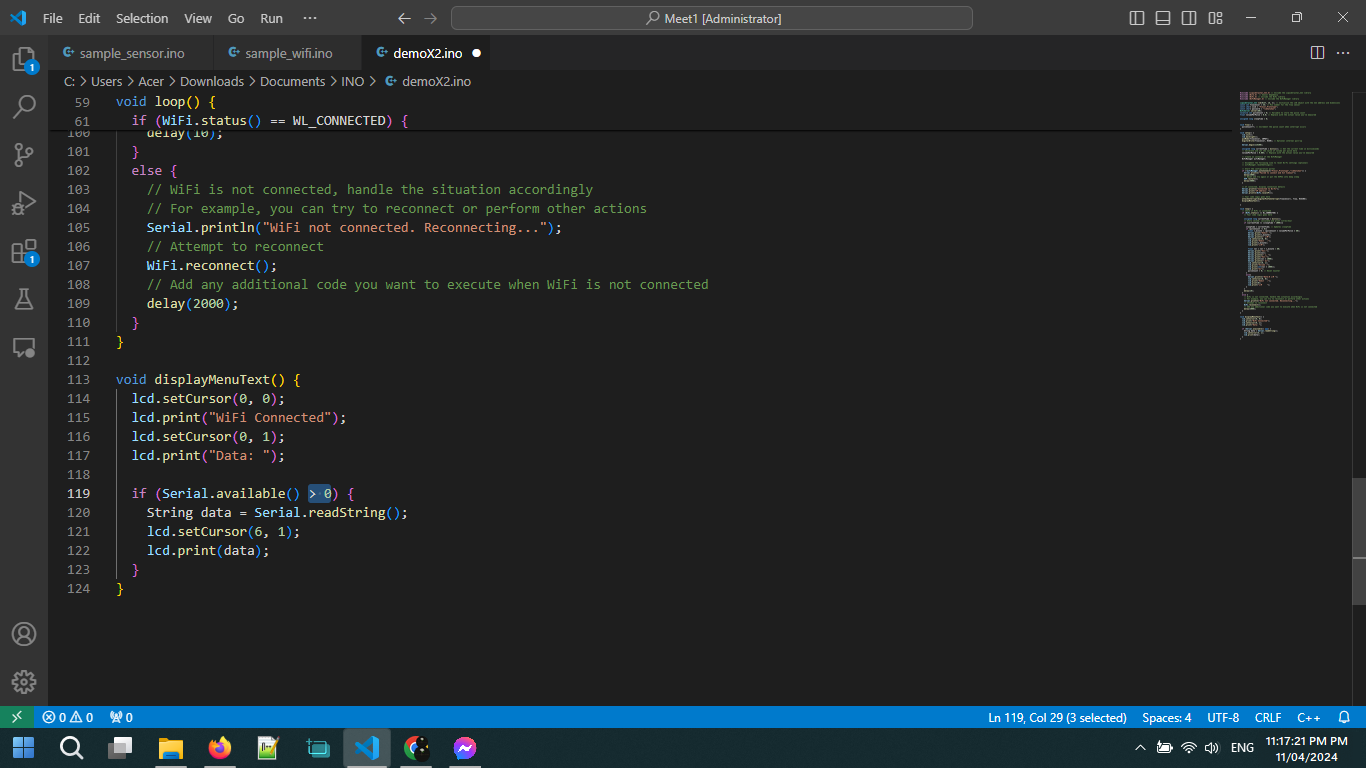 File Edit Selection View Go Run ··· Meet1 [Administrator]
sample_sensor.ino sample_wifi.ino demoX2.ino
C: > Users > Acer > Downloads > Documents > INO > demoX2.ino
59 void loop() {
61 if (WiFi.status() == WL_CONNECTED) {
100 delay(10);
101 }
102 else {
103 // WiFi is not connected, handle the situation accordingly
104 // For example, you can try to reconnect or perform other actions
105 Serial.println("WiFi not connected. Reconnecting...");
106 // Attempt to reconnect
107 WiFi.reconnect();
108 // Add any additional code you want to execute when WiFi is not connected
109 delay(2000);
110 }
111 }
112
113 void displayMenuText() {
114 lcd.setCursor(0, 0);
115 lcd.print("WiFi Connected");
116 lcd.setCursor(0, 1);
117 lcd.print("Data: ");
118
119 if (Serial.available() > 0) {
120 String data = Serial.readString();
121 lcd.setCursor(6, 1);
122 lcd.print(data);
123 }
124 }
1
1
0 0 0 Ln 119, Col 29 (3 selected) Spaces: 4 UTF-8 CRLF C++
ENG 11:17:21 PM PM
11/04/2024